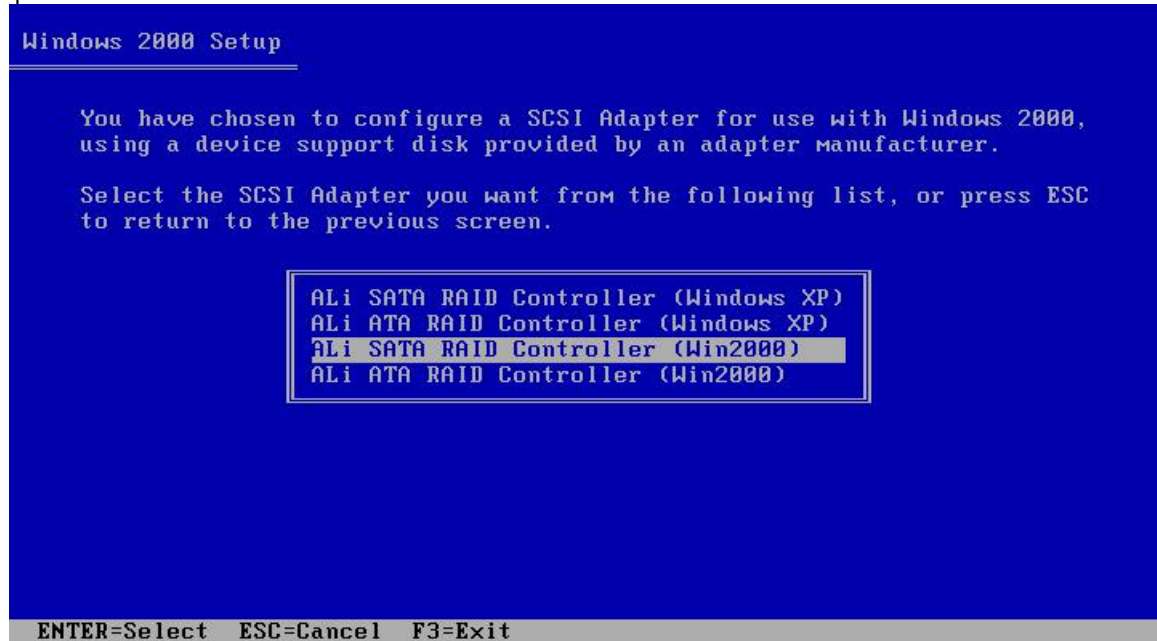 Windows 2000 Setup
You have chosen to configure a SCSI Adapter for use with Windows 2000,
using a device support disk provided by an adapter manufacturer.
Select the SCSI Adapter you want from the following list, or press ESC
to return to the previous screen.
ALi SATA RAID Controller (Windows XP)
ALi ATA RAID Controller (Windows XP)
ALi SATA RAID Controller (Win2000)
ALi ATA RAID Controller (Win2000)
ENTER=Select ESC=Cancel F3=Exit